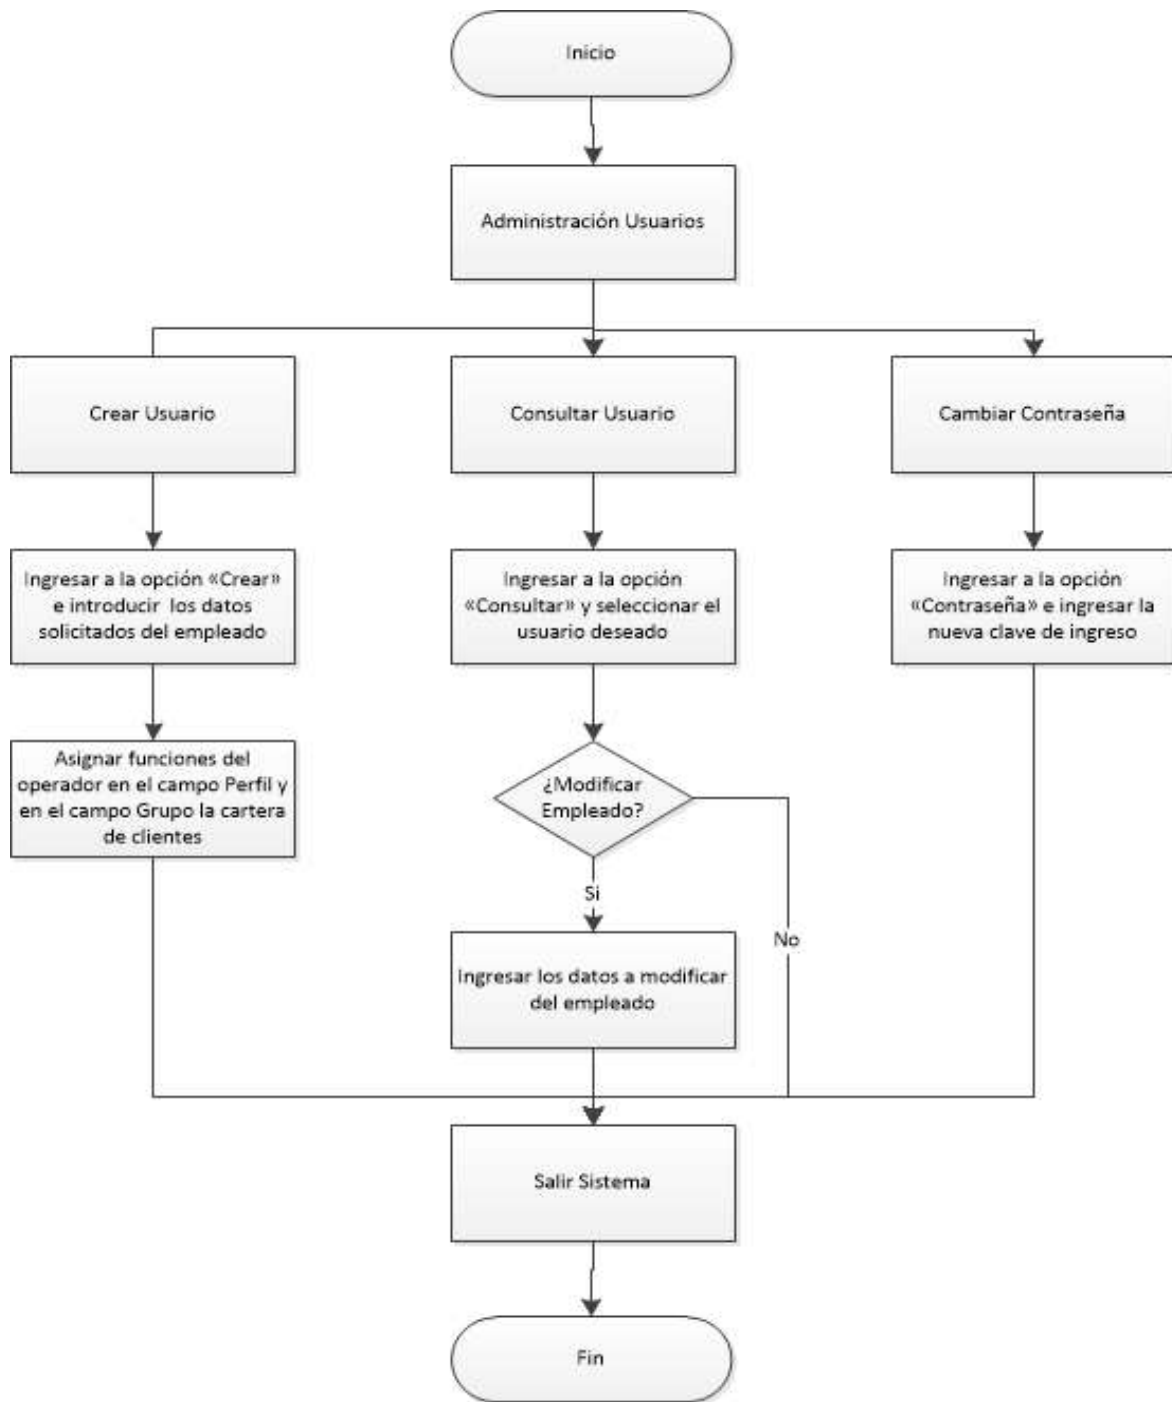 Inicio
Administración Usuarios
Crear Usuario
Consultar Usuario
Cambiar Contraseña
Ingresar a la opción «Crear»
e introducir los datos
solicitados del empleado
Ingresar a la opción
«Consultar» y seleccionar el
usuario deseado
Ingresar a la opción
«Contraseña» e ingresar la
nueva clave de ingreso
Asignar funciones del
operador en el campo Perfil y
en el campo Grupo la cartera
de clientes
¿Modificar
Empleado?
Si
No
Ingresar los datos a modificar
del empleado
Salir Sistema
Fin